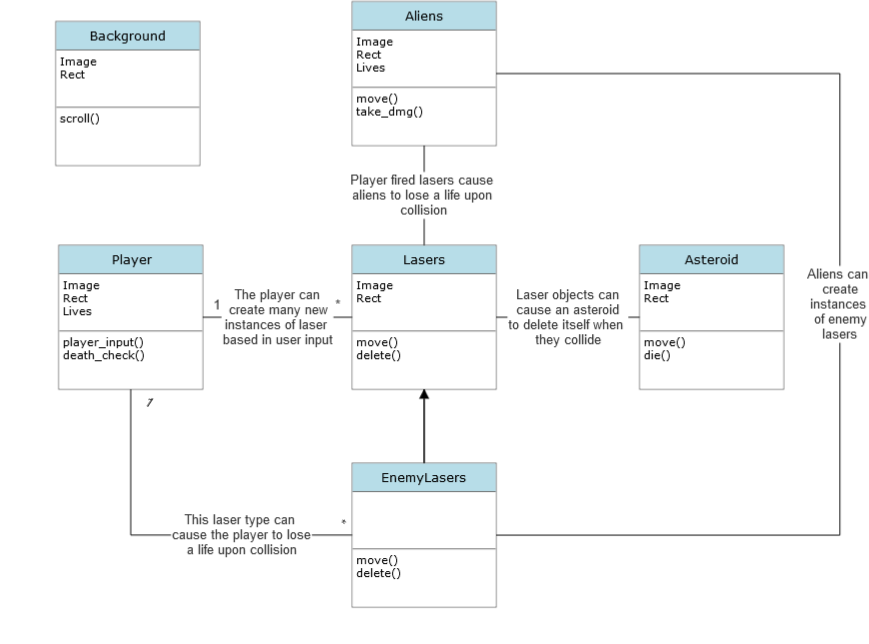 Aliens
Image
Rect
Lives
move()
take_dmg()
Background
Image
Rect
scroll()
Player fired lasers cause
aliens to lose a life upon
collision
Player
Image
Rect
Lives
player_input()
death_check()
1
The player can
create many new
instances of laser
based in user input
*
Lasers
Image
Rect
move()
delete()
Laser objects can
cause an asteroid
to delete itself when
they collide
Asteroid
Image
Rect
move()
die()
Aliens can
create
instances
of enemy
lasers
1
This laser type can
cause the player to lose
a life upon collision
*
EnemyLasers
move()
delete()